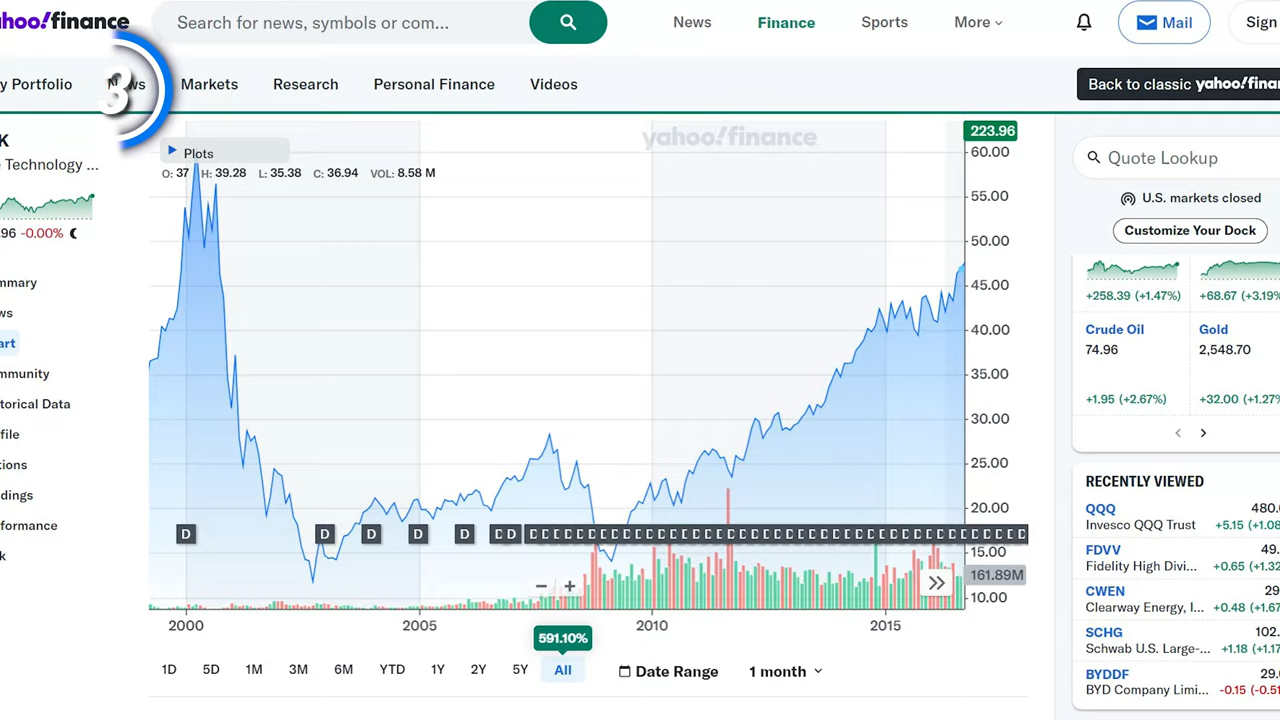 hoo!finance
Search for news, symbols or com...
News
Finance
Sports
More
Mail
Sign
y Portfolio
News
3
Markets
Research
Personal Finance
Videos
Back to classic yahoo!finan
K
Technology ...
.96 -0.00%
mmary
ws
art
mmunity
torical Data
file
tions
dings
formance
k
Plots
O: 37 H: 39.28 L: 35.38 C: 36.94 VOL: 8.58 M
yahoo!finance
223.96
60.00
55.00
50.00
45.00
40.00
35.00
30.00
25.00
20.00
15.00
161.89M
10.00
D D D D D D D D D D D D D D D D D D D D D D D D D D D D D D D D D D D D D D D D D D D D D D D D D
2000 2005 2010 2015
591.10%
1D 5D 1M 3M 6M YTD 1Y 2Y 5Y All
Date Range
1 month
Quote Lookup
U.S. markets closed
Customize Your Dock
+258.39 (+1.47%) +68.67 (+3.19%
Crude Oil Gold
74.96 2,548.70
+1.95 (+2.67%) +32.00 (+1.27%
RECENTLY VIEWED
QQQ 480.0
Invesco QQQ Trust +5.15 (+1.08
FDVV 49.
Fidelity High Divi... +0.65 (+1.32
CWEN 29
Clearway Energy, I... +0.48 (+1.67
SCHG 102.
Schwab U.S. Large-... +1.18 (+1.17
BYDDF 29.0
BYD Company Limi... -0.15 (-0.51